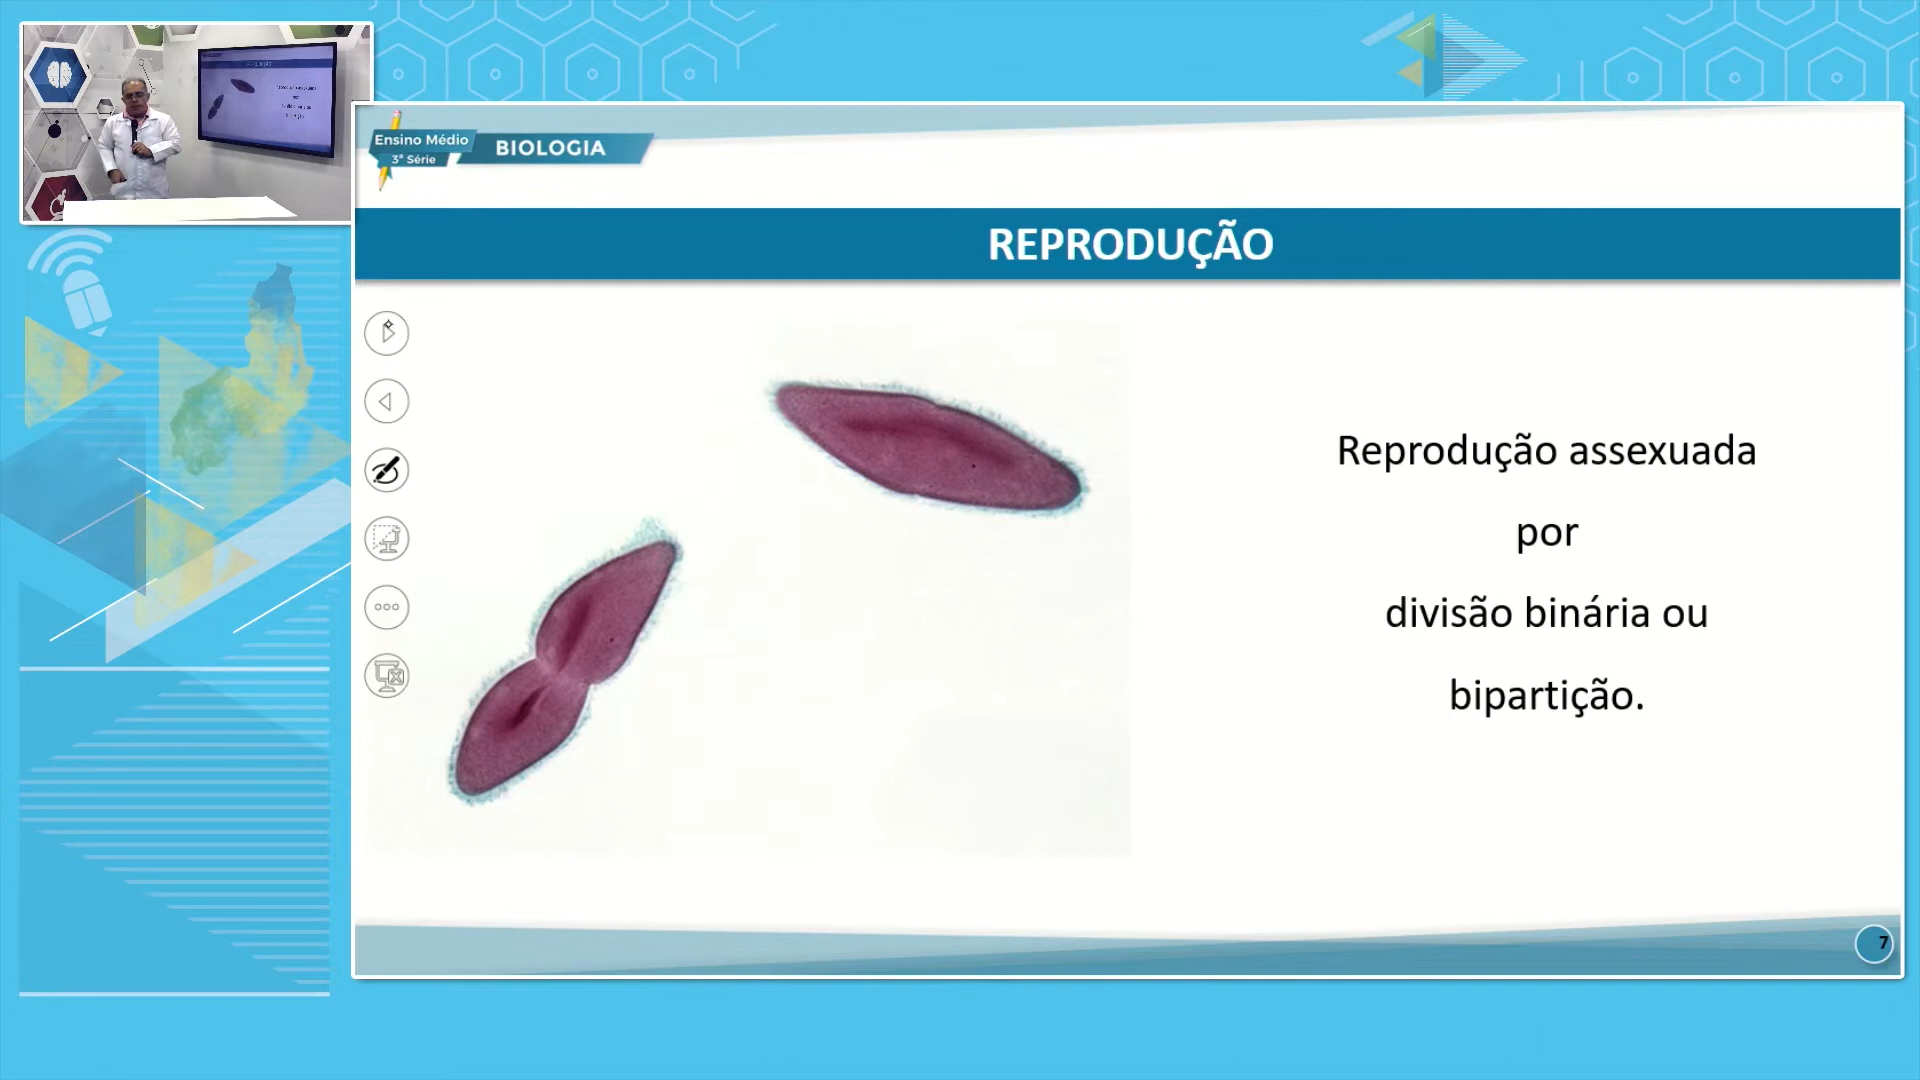 Ensino Médio
3ª Série
BIOLOGIA
REPRODUÇÃO
Reprodução assexuada
por
divisão binária ou
bipartição.
7